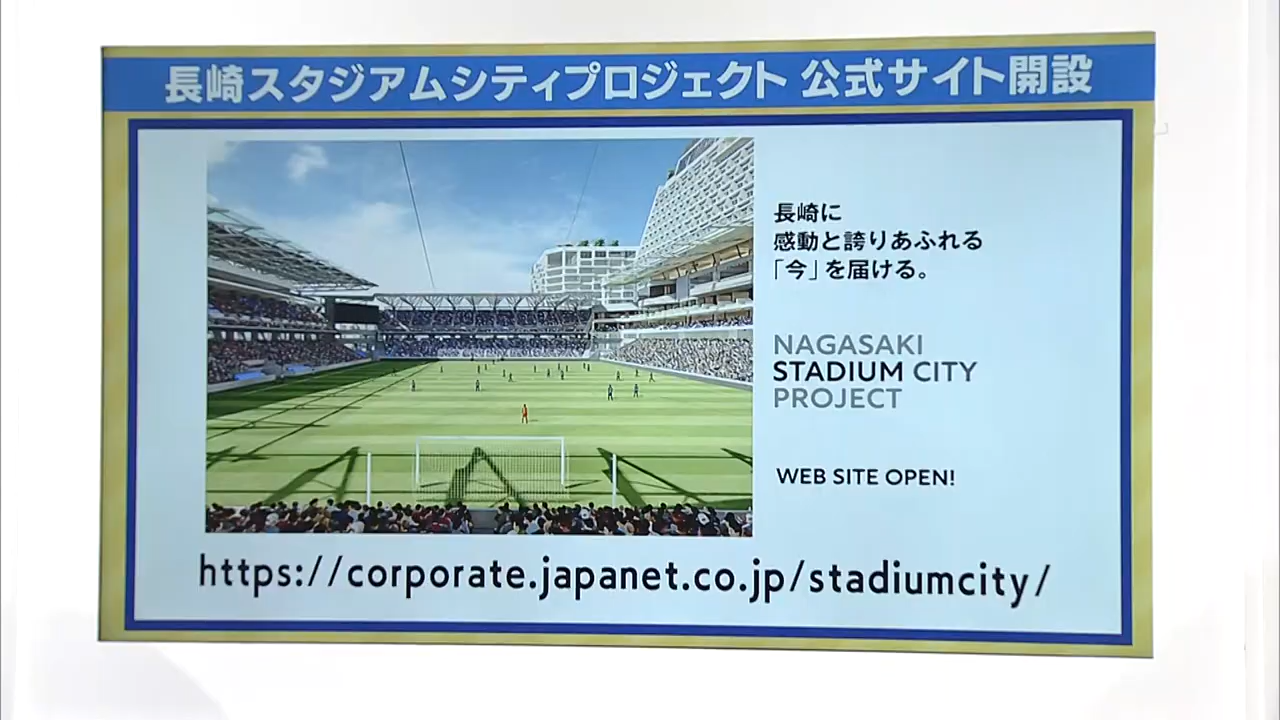 長崎スタジアムシティプロジェクト 公式サイト開設
長崎に
感動と誇りあふれる
「今」を届ける。
NAGASAKI
STADIUM CITY
PROJECT
WEB SITE OPEN!
https://corporate.japanet.co.jp/stadiumcity/